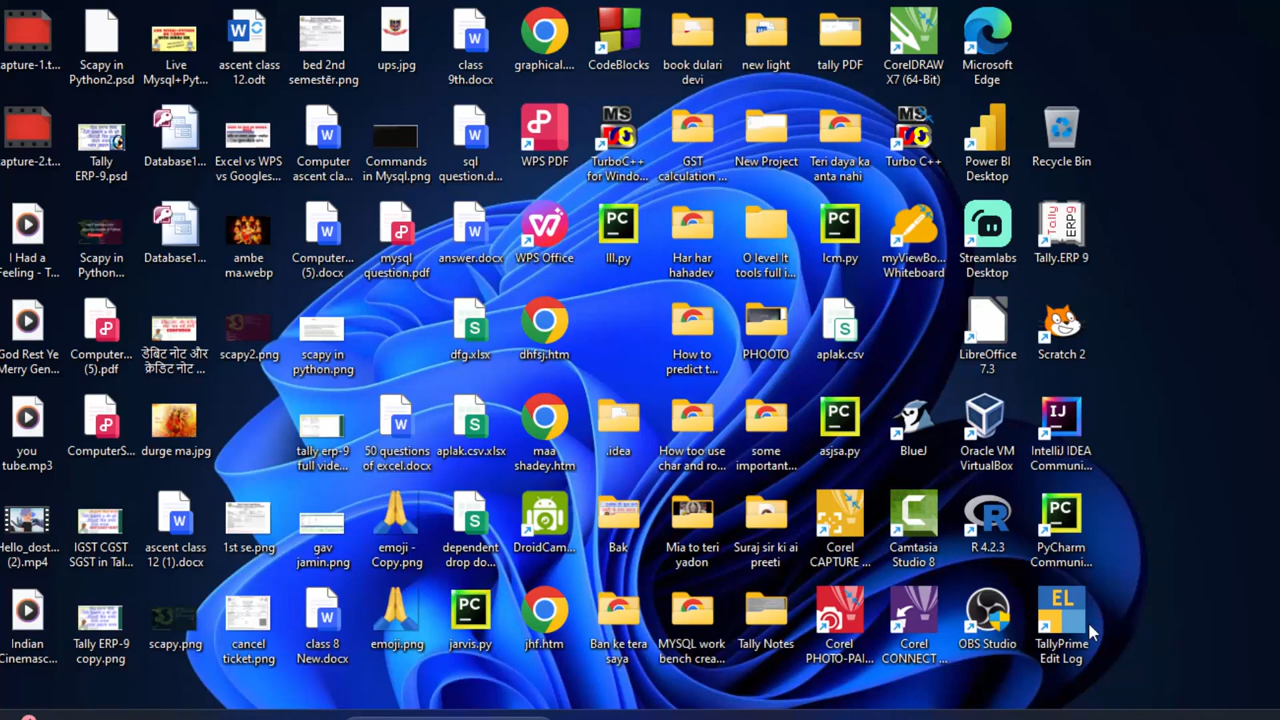 apture-1.t...
Scapy in
Python2.psd
Live
Mysql+Pyt...
ascent class
12.odt
bed 2nd
semester.png
ups.jpg
class
9th.docx
graphical....
CodeBlocks
book dulari
devi
new light
tally PDF
CorelDRAW
X7 (64-Bit)
Microsoft
Edge
apture-2.t...
Tally
ERP-9.psd
Database1...
Excel vs WPS
vs Googles...
Computer
ascent cla...
Commands
in Mysql.png
sql
question.d...
WPS PDF
TurboC++
for Windo...
GST
calculation ...
New Project
Teri daya ka
anta nahi
Turbo C++
Power BI
Desktop
Recycle Bin
I Had a
Feeling - T...
Scapy in
Python...
Database1...
ambe
ma.webp
Computer...
(5).docx
mysql
question.pdf
answer.docx
WPS Office
lll.py
Har har
hahadev
O level It
tools full i...
lcm.py
myViewBo...
Whiteboard
Streamlabs
Desktop
Tally.ERP 9
God Rest Ye
Merry Gen...
Computer...
(5).pdf
डेबिट नोट और
क्रेडिट नोट ...
scapy2.png
scapy in
python.png
dfg.xlsx
dhfsj.htm
How to
predict t...
PHOOTO
aplak.csv
LibreOffice
7.3
Scratch 2
you
tube.mp3
ComputerS...
durge ma.jpg
tally erp-9
full vide...
50 questions
of excel.docx
aplak.csv.xlsx
maa
shadey.htm
.idea
How too use
char and ro...
some
important...
asjsa.py
BlueJ
Oracle VM
VirtualBox
IntelliJ IDEA
Communi...
Hello_dost...
(2).mp4
IGST CGST
SGST in Tal...
ascent class
12 (1).docx
1st se.png
gav
jamin.png
emoji -
Copy.png
dependent
drop do...
DroidCam...
Bak
Mia to teri
yadon
Suraj sir ki ai
preeti
Corel
CAPTURE ...
Camtasia
Studio 8
R 4.2.3
PyCharm
Communi...
Indian
Cinemasc...
Tally ERP-9
copy.png
scapy.png
cancel
ticket.png
class 8
New.docx
emoji.png
jarvis.py
jhf.htm
Ban ke tera
saya
MYSQL work
bench crea...
Tally Notes
Corel
PHOTO-PAI...
Corel
CONNECT ...
OBS Studio
TallyPrime
Edit Log